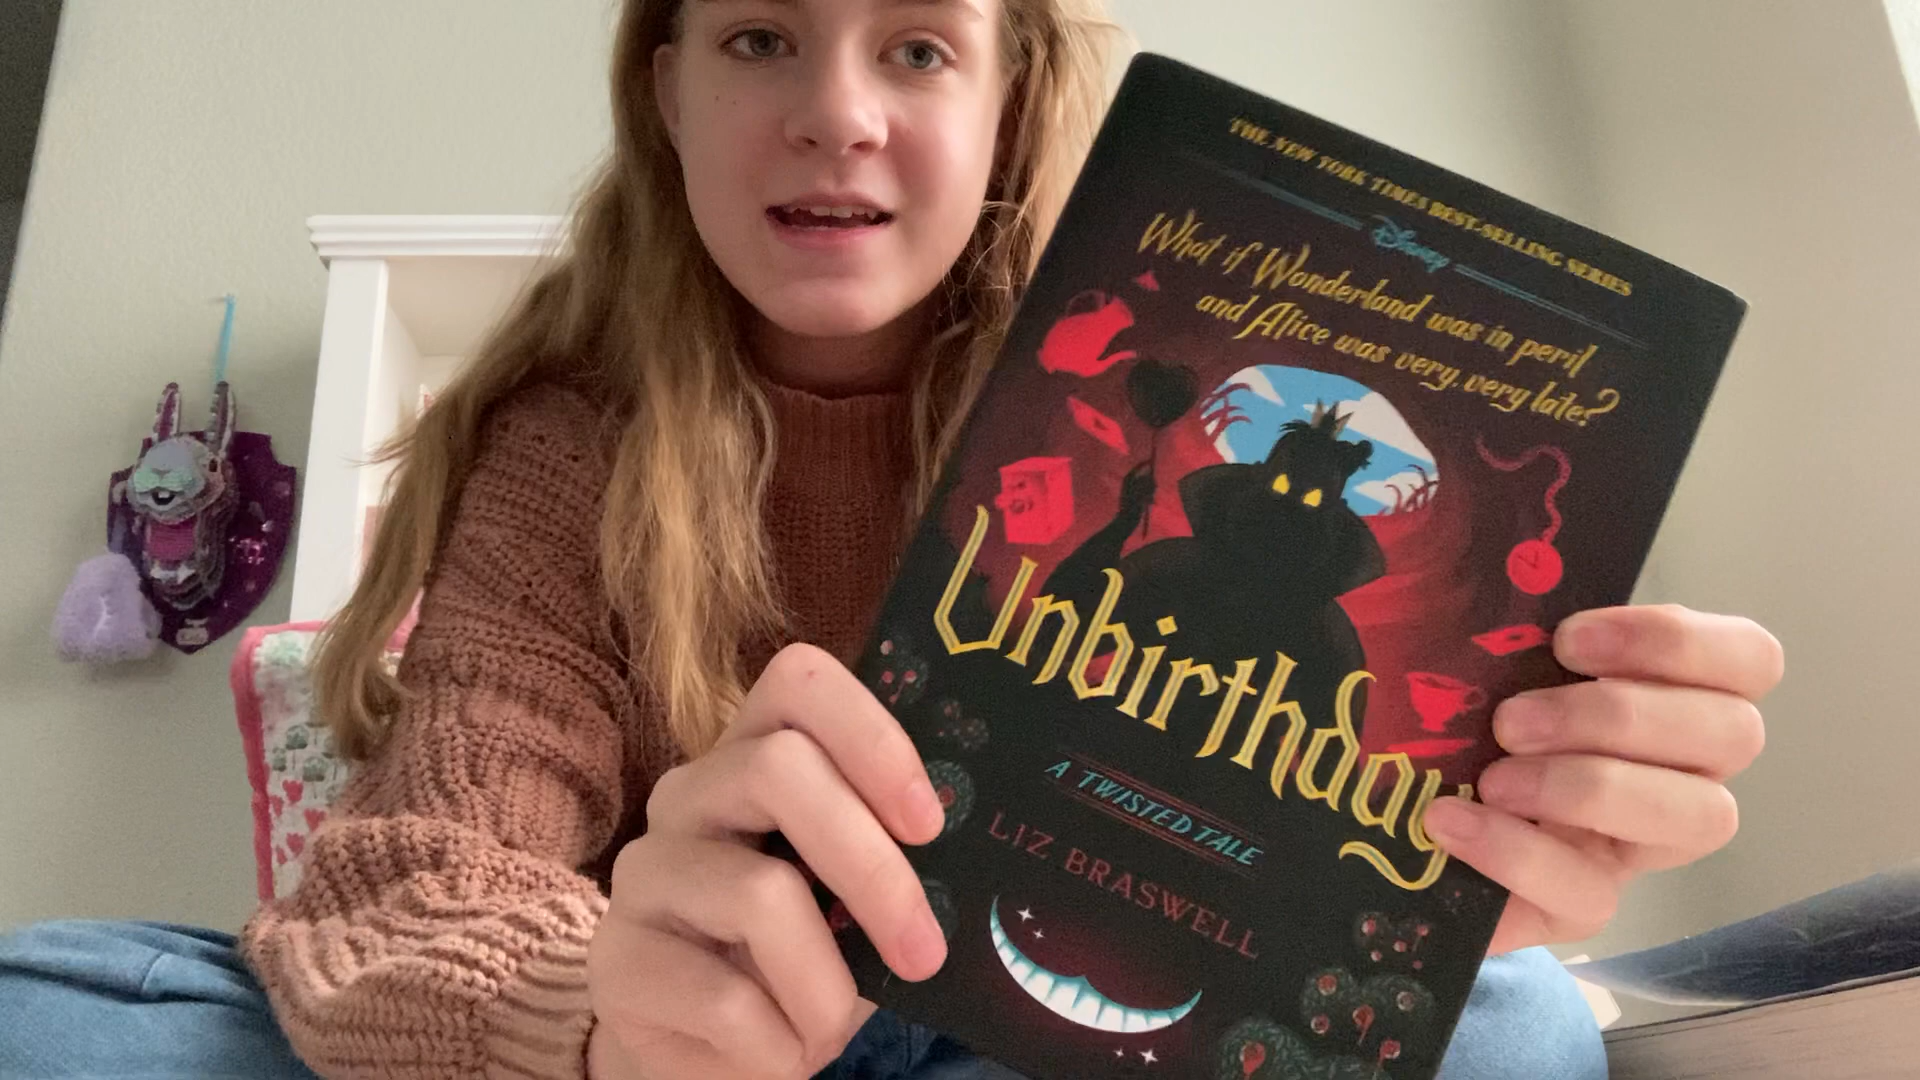 THE NEW YORK TIMES BEST-SELLING SERIES
Disney
What if Wonderland was in peril
and Alice was very, very late?
Unbirthday
A TWISTED TALE
LIZ BRASWELL